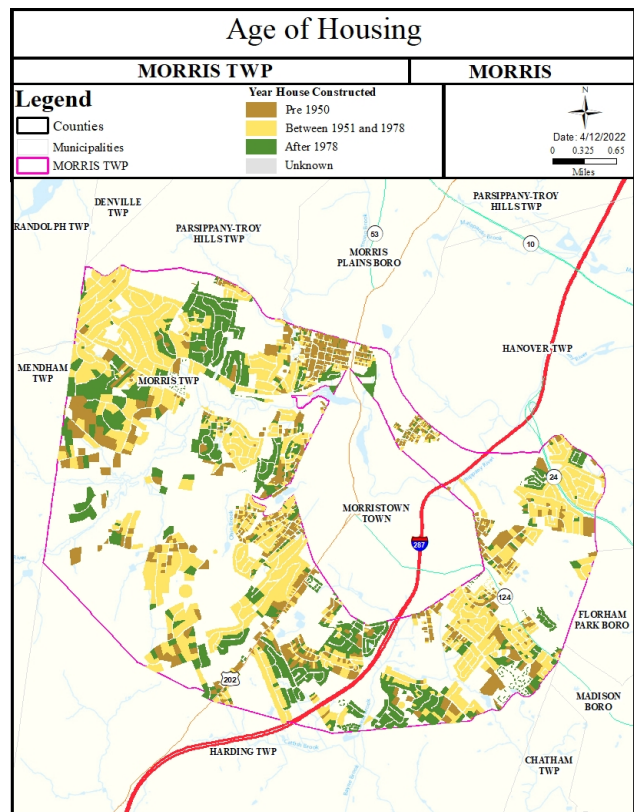 Age of Housing
MORRIS TWP
MORRIS
Legend
Counties
Municipalities
MORRIS TWP
Year House Constructed
Pre 1950
Between 1951 and 1978
After 1978
Unknown
N
Date: 4/12/2022
0 0.325 0.65
Miles
DENVILLE
TWP
RANDOLPH TWP
PARSIPPANY-TROY
HILLS TWP
53
MORRIS
PLAINS BORO
PARSIPPANY-TROY
HILLS TWP
10
HANOVER TWP
MENDHAM
TWP
MORRIS TWP
24
MORRISTOWN
TOWN
287
124
FLORHAM
PARK BORO
202
MADISON
BORO
HARDING TWP
CHATHAM
TWP